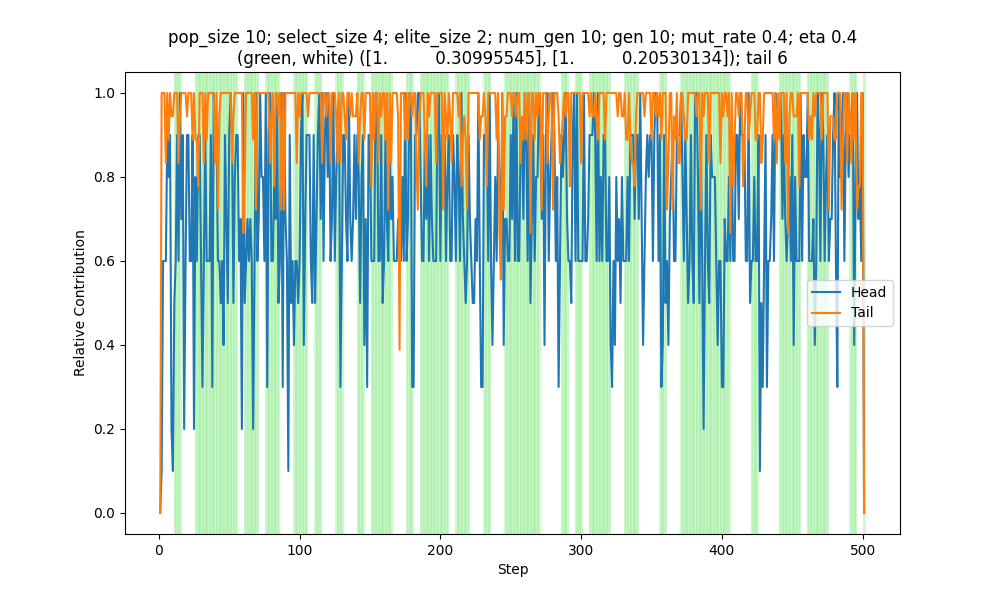 pop_size 10; select_size 4; elite_size 2; num_gen 10; gen 10; mut_rate 0.4; eta 0.4
(green, white) ([1.         0.30995545], [1.         0.20530134]); tail 6
1.0
0.8
0.6
0.4
0.2
0.0
Relative Contribution
Head
Tail
0
100
200
300
400
500
Step